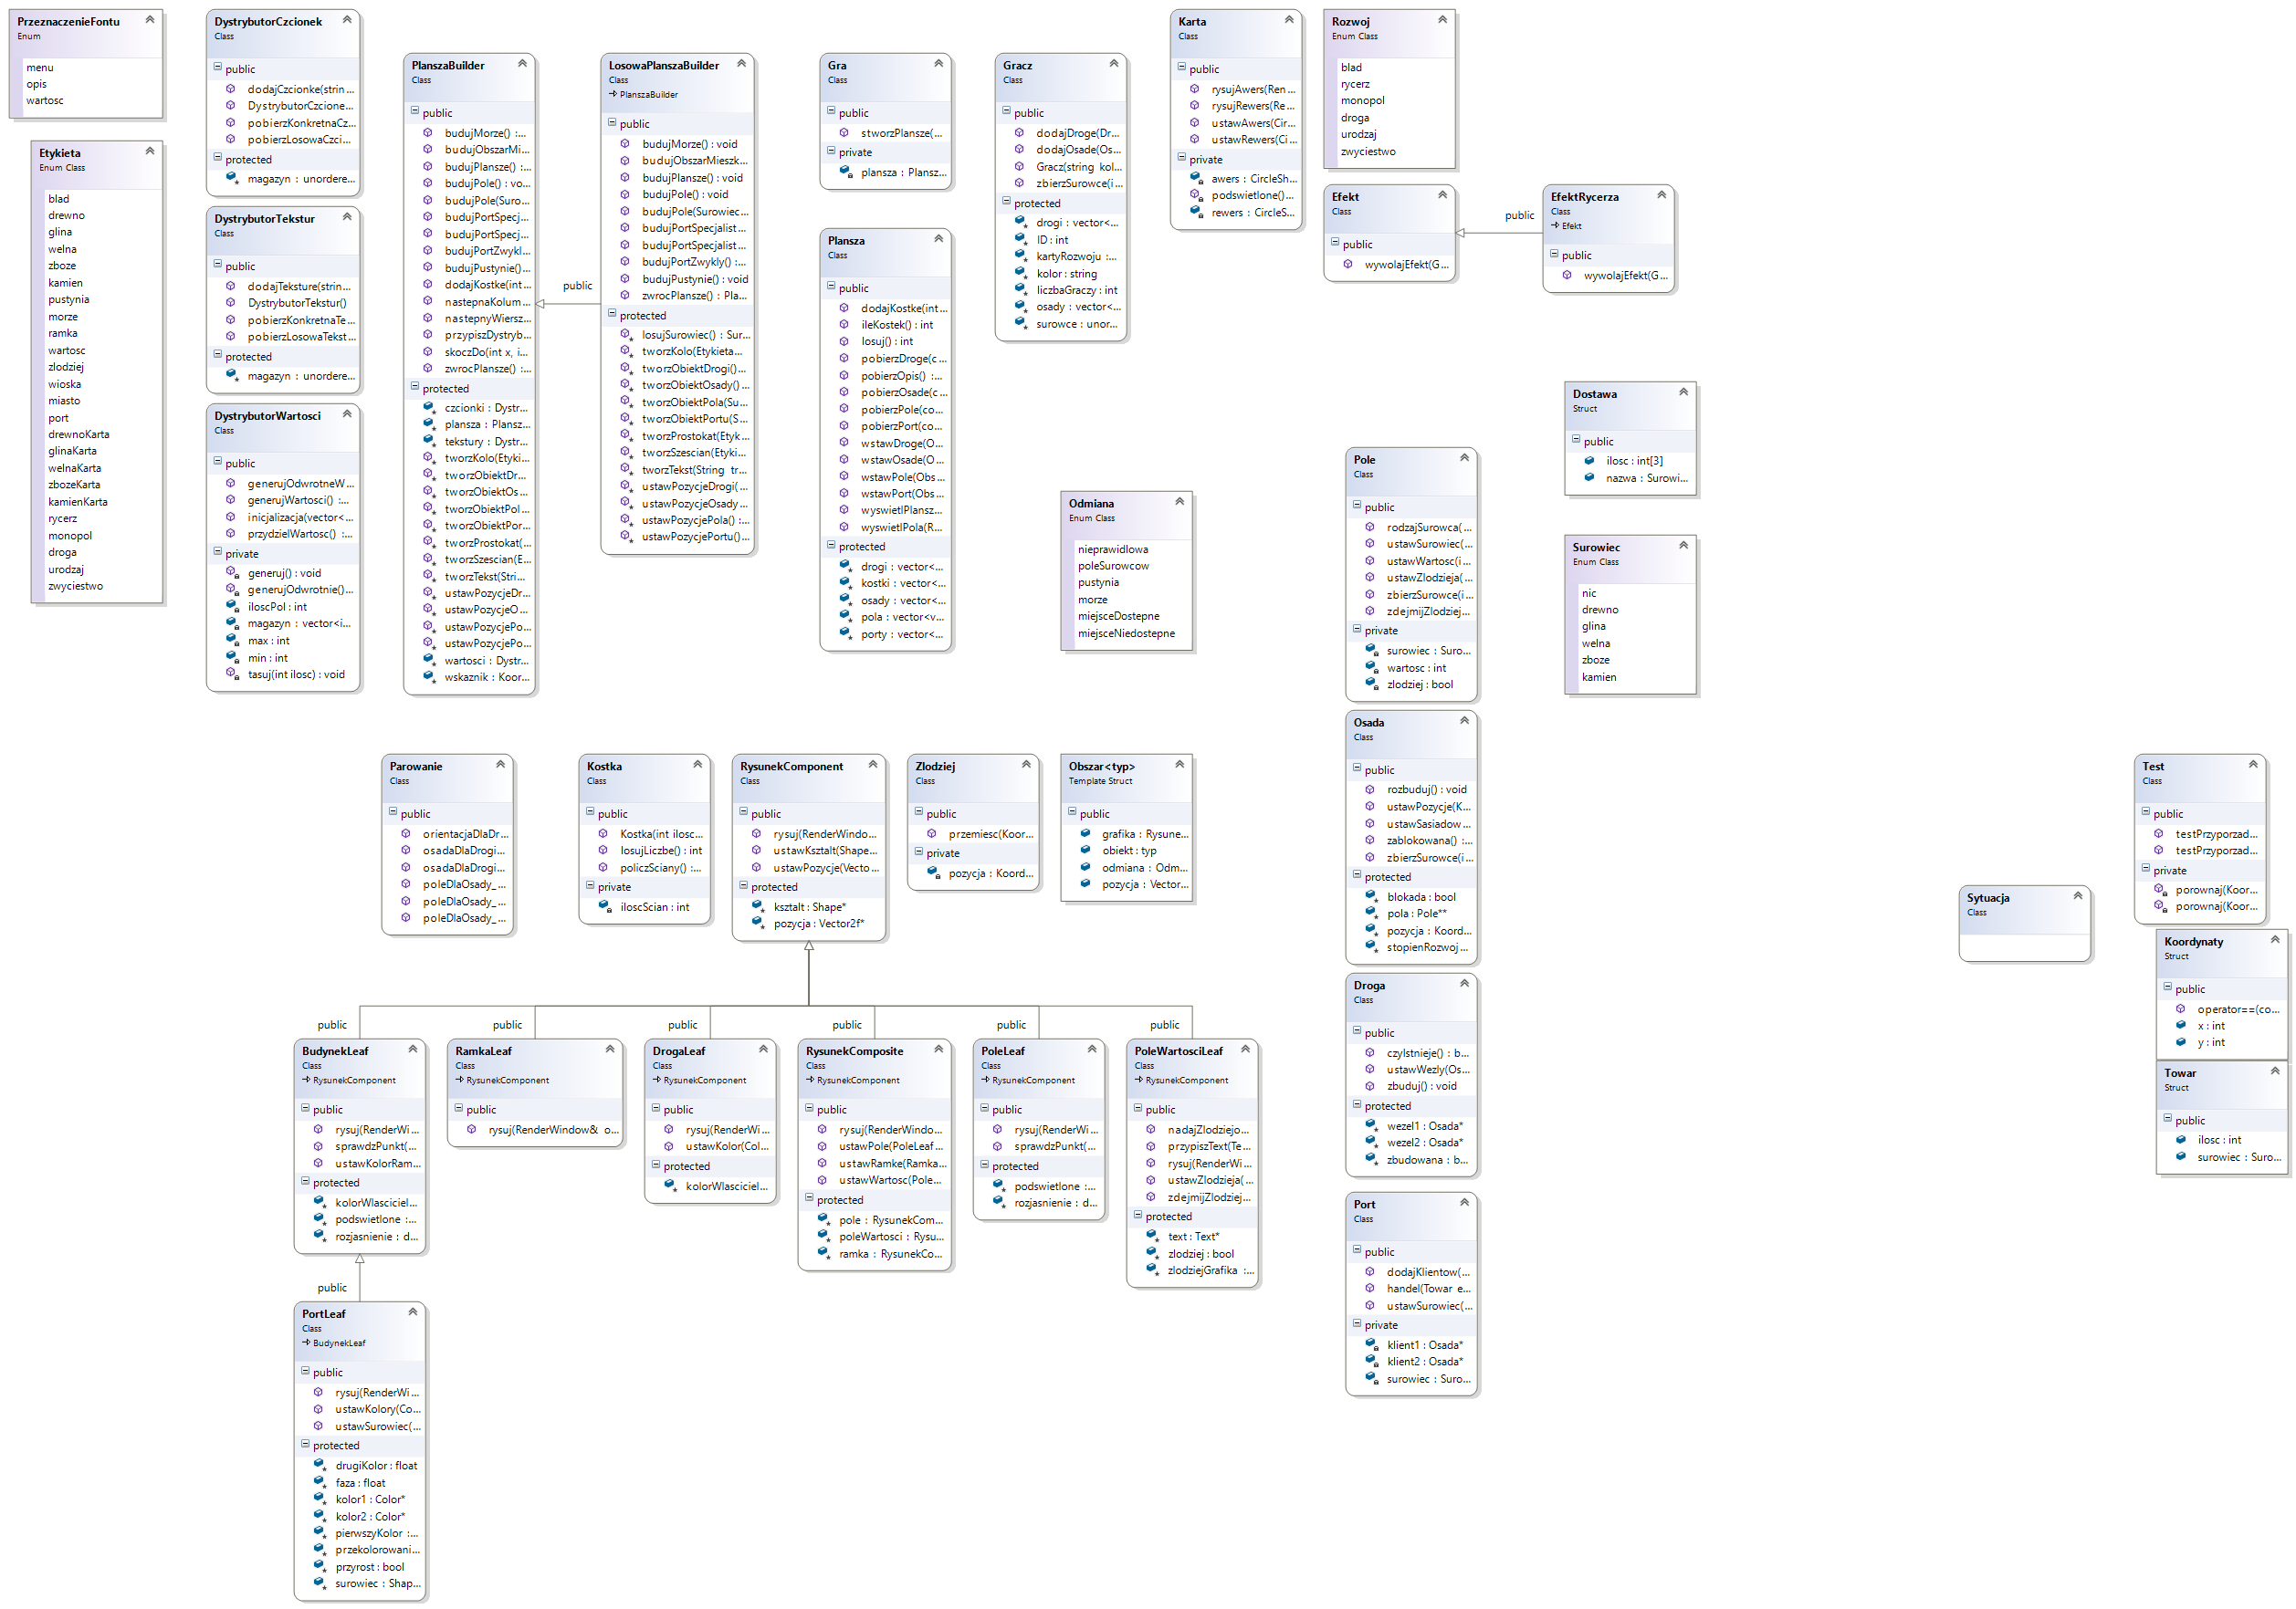 PrzeznaczenieFontu
Enum
menu
opis
wartosc
Etykieta
Enum Class
blad
drewno
glina
welna
zboze
kamien
pustynia
morze
ramka
wartosc
zlodziej
wioska
miasto
port
drewnoKarta
glinaKarta
welnaKarta
zbozeKarta
kamienKarta
rycerz
monopol
droga
urodzaj
zwyciestwo
DystrybutorCzcionek
Class
public
dodajCzcionke(strin...
DystrybutorCzcione...
pobierzKonkretnaCz...
pobierzLosowaCzci...
protected
magazyn : unordere...
DystrybutorTekstur
Class
public
dodajTeksture(strin...
DystrybutorTekstur()
pobierzKonkretnaTe...
pobierzLosowaTekst...
protected
magazyn : unordere...
DystrybutorWartosci
Class
public
generujOdwrotneW...
generujWartosci() :...
inicjalizacja(vector<...
przydzielWartosc() :...
private
generuj() : void
generujOdwrotnie()...
iloscPol : int
magazyn : vector<i...
max : int
min : int
tasuj(int ilosc) : void
PlanszaBuilder
Class
public
budujMorze() :...
budujObszarMi...
budujPlansze() :...
budujPole() : vo...
budujPole(Suro...
budujPortSpecj...
budujPortSpecj...
budujPortZwykl...
budujPustynie()...
dodajKostke(int...
nastepnaKolum...
nastepnyWiersz...
przypiszDystryb...
skoczDo(int x, i...
zwrocPlansze() :...
protected
czcionki : Dystr...
plansza : Plansz...
tekstury : Dystr...
tworzKolo(Etyki...
tworzObiektDr...
tworzObiektOs...
tworzObiektPol...
tworzObiektPor...
tworzProstokat(...
tworzSzescian(E...
tworzTekst(Stri...
ustawPozycjeDr...
ustawPozycjeO...
ustawPozycjePo...
ustawPozycjePo...
wartosci : Dystr...
wskaznik : Koor...
public
LosowaPlanszaBuilder
Class
PlanszaBuilder
public
budujMorze() : void
budujObszarMieszk...
budujPlansze() : void
budujPole() : void
budujPole(Surowiec...
budujPortSpecjalist...
budujPortSpecjalist...
budujPortZwykly() :...
budujPustynie() : void
zwrocPlansze() : Pla...
protected
losujSurowiec() : Sur...
tworzKolo(Etykieta...
tworzObiektDrogi()...
tworzObiektOsady()...
tworzObiektPola(Su...
tworzObiektPortu(S...
tworzProstokat(Etyk...
tworzSzescian(Etyki...
tworzTekst(String tr...
ustawPozycjeDrogi(...
ustawPozycjeOsady...
ustawPozycjePola() :...
ustawPozycjePortu()...
Gra
Class
public
stworzPlansze(...
private
plansza : Plansz...
Plansza
Class
public
dodajKostke(int...
ileKostek() : int
losuj() : int
pobierzDroge(c...
pobierzOpis() :...
pobierzOsade(c...
pobierzPole(co...
pobierzPort(co...
wstawDroge(O...
wstawOsade(O...
wstawPole(Obs...
wstawPort(Obs...
wyswietlPlansz...
wyswietlPola(R...
protected
drogi : vector<...
kostki : vector<...
osady : vector<...
pola : vector<v...
porty : vector<...
Gracz
Class
public
dodajDroge(Dr...
dodajOsade(Os...
Gracz(string kol...
zbierzSurowce(i...
protected
drogi : vector<...
ID : int
kartyRozwoju :...
kolor : string
liczbaGraczy : int
osady : vector<...
surowce : unor...
Karta
Class
public
rysujAwers(Ren...
rysujRewers(Re...
ustawAwers(Cir...
ustawRewers(Ci...
private
awers : CircleSh...
podswietlone()...
rewers : CircleS...
Rozwoj
Enum Class
blad
rycerz
monopol
droga
urodzaj
zwyciestwo
Efekt
Class
public
wywolajEfekt(G...
public
EfektRycerza
Class
Efekt
public
wywolajEfekt(G...
Odmiana
Enum Class
nieprawidlowa
poleSurowcow
pustynia
morze
miejsceDostepne
miejsceNiedostepne
Pole
Class
public
rodzajSurowca(...
ustawSurowiec(...
ustawWartosc(i...
ustawZlodzieja(...
zbierzSurowce(i...
zdejmijZlodziej...
private
surowiec : Suro...
wartosc : int
zlodziej : bool
Dostawa
Struct
public
ilosc : int[3]
nazwa : Surowi...
Surowiec
Enum Class
nic
drewno
glina
welna
zboze
kamien
Osada
Class
public
rozbuduj() : void
ustawPozycje(K...
ustawSasiadow...
zablokowana() :...
zbierzSurowce(i...
protected
blokada : bool
pola : Pole**
pozycja : Koord...
stopienRozwoj...
Droga
Class
public
czyIstnieje() : b...
ustawWezly(Os...
zbuduj() : void
protected
wezel1 : Osada*
wezel2 : Osada*
zbudowana : b...
Port
Class
public
dodajKlientow(...
handel(Towar e...
ustawSurowiec(...
private
klient1 : Osada*
klient2 : Osada*
surowiec : Suro...
Parowanie
Class
public
orientacjaDlaDr...
osadaDlaDrogi...
osadaDlaDrogi...
poleDlaOsady_...
poleDlaOsady_...
poleDlaOsady_...
Kostka
Class
public
Kostka(int ilosc...
losujLiczbe() : int
policzSciany() :...
private
iloscScian : int
RysunekComponent
Class
public
rysuj(RenderWindo...
ustawKsztalt(Shape...
ustawPozycje(Vecto...
protected
ksztalt : Shape*
pozycja : Vector2f*
Zlodziej
Class
public
przemiesc(Koor...
private
pozycja : Koord...
Obszar<typ>
Template Struct
public
grafika : Rysune...
obiekt : typ
odmiana : Odm...
pozycja : Vector...
public
public
public
public
public
public
BudynekLeaf
Class
RysunekComponent
public
rysuj(RenderWi...
sprawdzPunkt(...
ustawKolorRam...
protected
kolorWlasciciel...
podswietlone :...
rozjasnienie : d...
RamkaLeaf
Class
RysunekComponent
public
rysuj(RenderWindow& o...
DrogaLeaf
Class
RysunekComponent
public
rysuj(RenderWi...
ustawKolor(Col...
protected
kolorWlasciciel...
RysunekComposite
Class
RysunekComponent
public
rysuj(RenderWindo...
ustawPole(PoleLeaf...
ustawRamke(Ramka...
ustawWartosc(Pole...
protected
pole : RysunekCom...
poleWartosci : Rysu...
ramka : RysunekCo...
PoleLeaf
Class
RysunekComponent
public
rysuj(RenderWi...
sprawdzPunkt(...
protected
podswietlone :...
rozjasnienie : d...
PoleWartosciLeaf
Class
RysunekComponent
public
nadajZlodziejo...
przypiszText(Te...
rysuj(RenderWi...
ustawZlodzieja(...
zdejmijZlodziej...
protected
text : Text*
zlodziej : bool
zlodziejGrafika :...
public
PortLeaf
Class
BudynekLeaf
public
rysuj(RenderWi...
ustawKolory(Co...
ustawSurowiec(...
protected
drugiKolor : float
faza : float
kolor1 : Color*
kolor2 : Color*
pierwszyKolor :...
przekolorowani...
przyrost : bool
surowiec : Shap...
Sytuacja
Class
Test
Class
public
testPrzyporzad...
testPrzyporzad...
private
porownaj(Koor...
porownaj(Koor...
Koordynaty
Struct
public
operator==(co...
x : int
y : int
Towar
Struct
public
ilosc : int
surowiec : Suro...